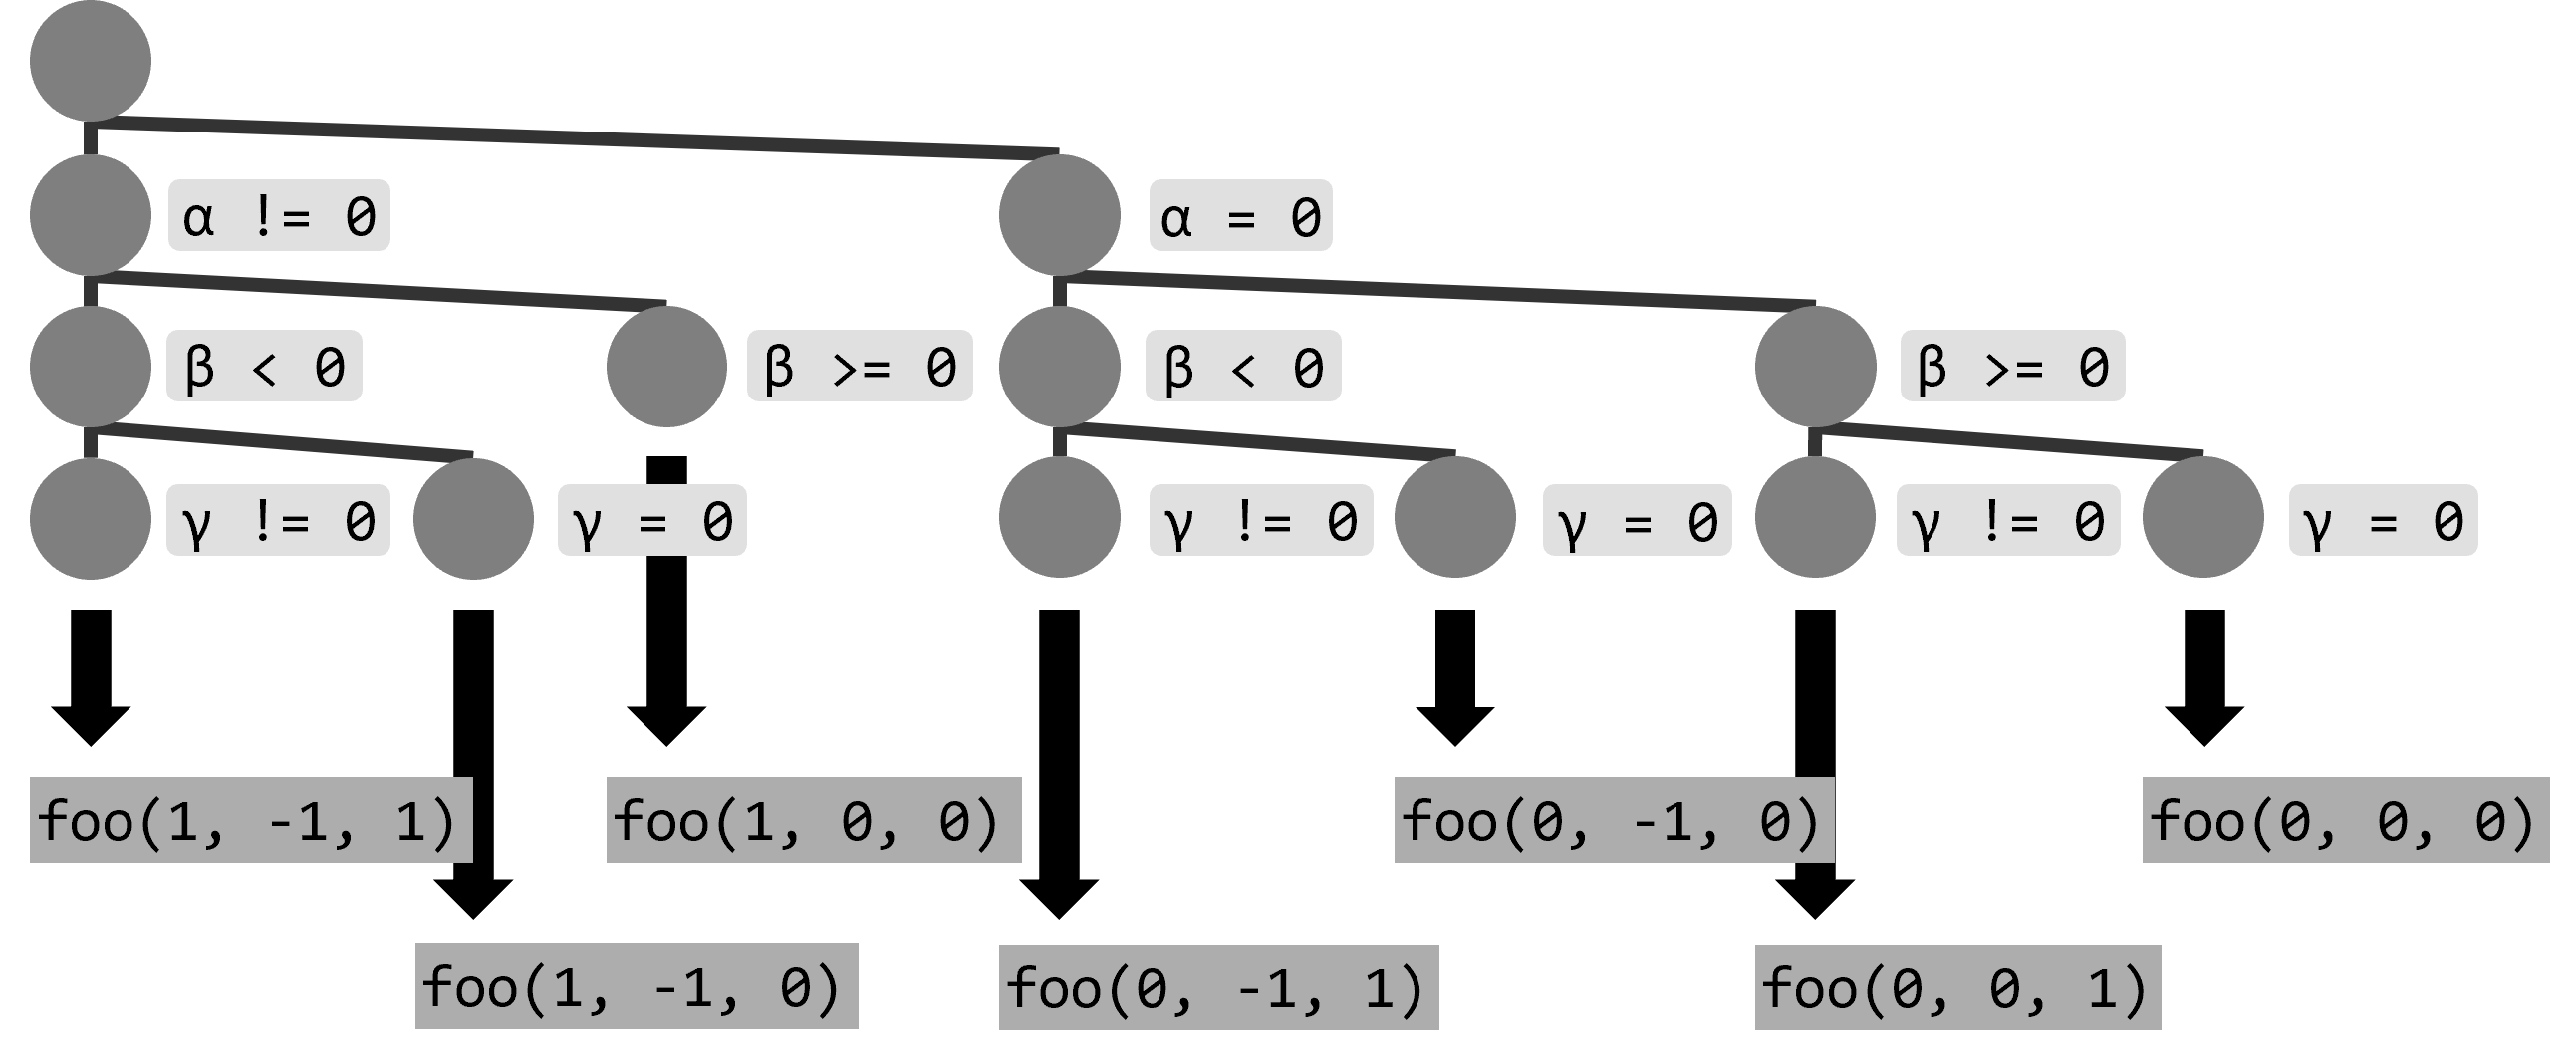 α != 0
α = 0
β < 0
β >= 0
β < 0
β >= 0
γ != 0
γ = 0
γ != 0
γ = 0
γ != 0
γ = 0
foo(1, -1, 1)
foo(1, 0, 0)
foo(0, -1, 0)
foo(0, 0, 0)
foo(1, -1, 0)
foo(0, -1, 1)
foo(0, 0, 1)